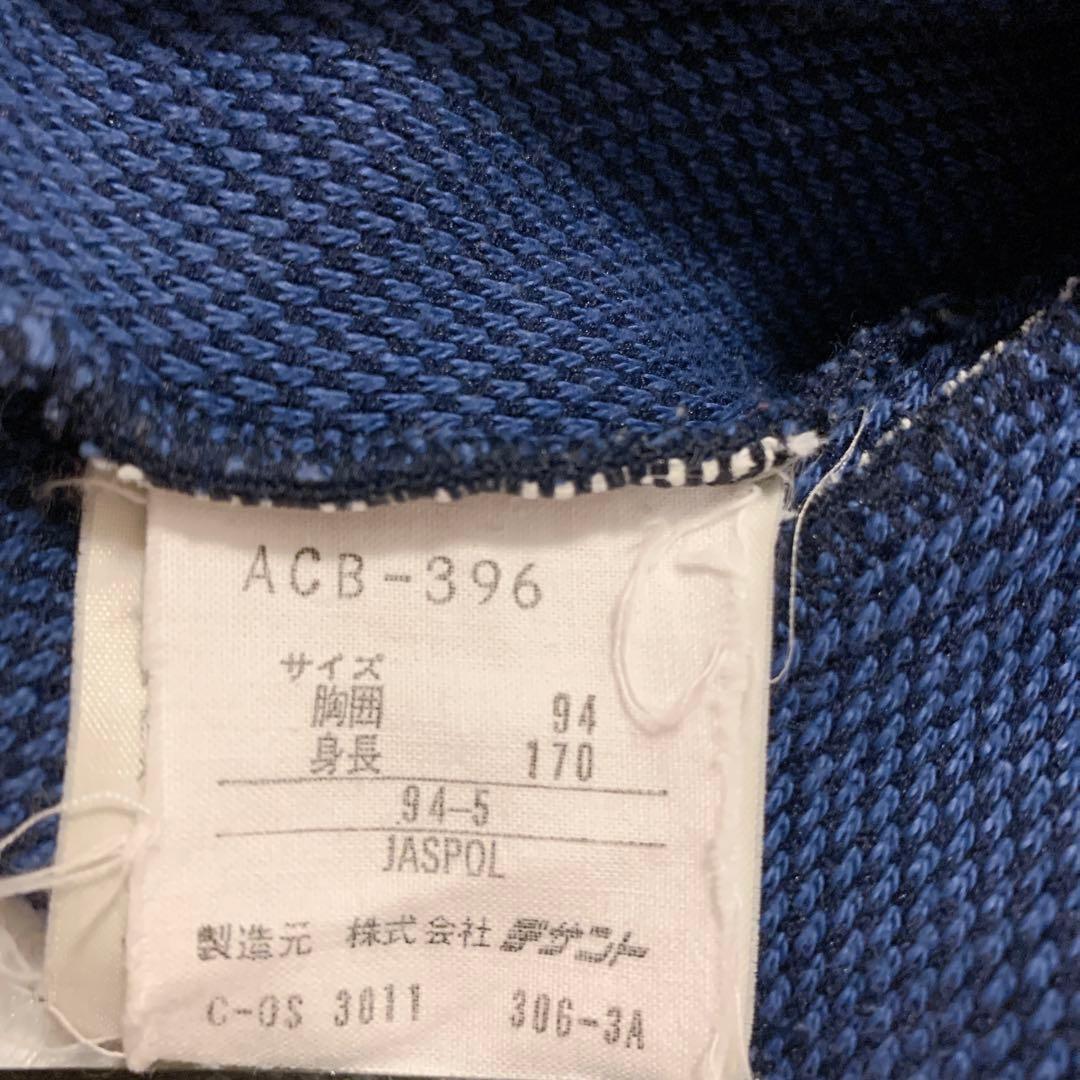 ACB-396
サイズ
胸囲 94
身長 170
94-5
JASPOL
製造元 株式会社デサント
C-OS 3011 306-3A